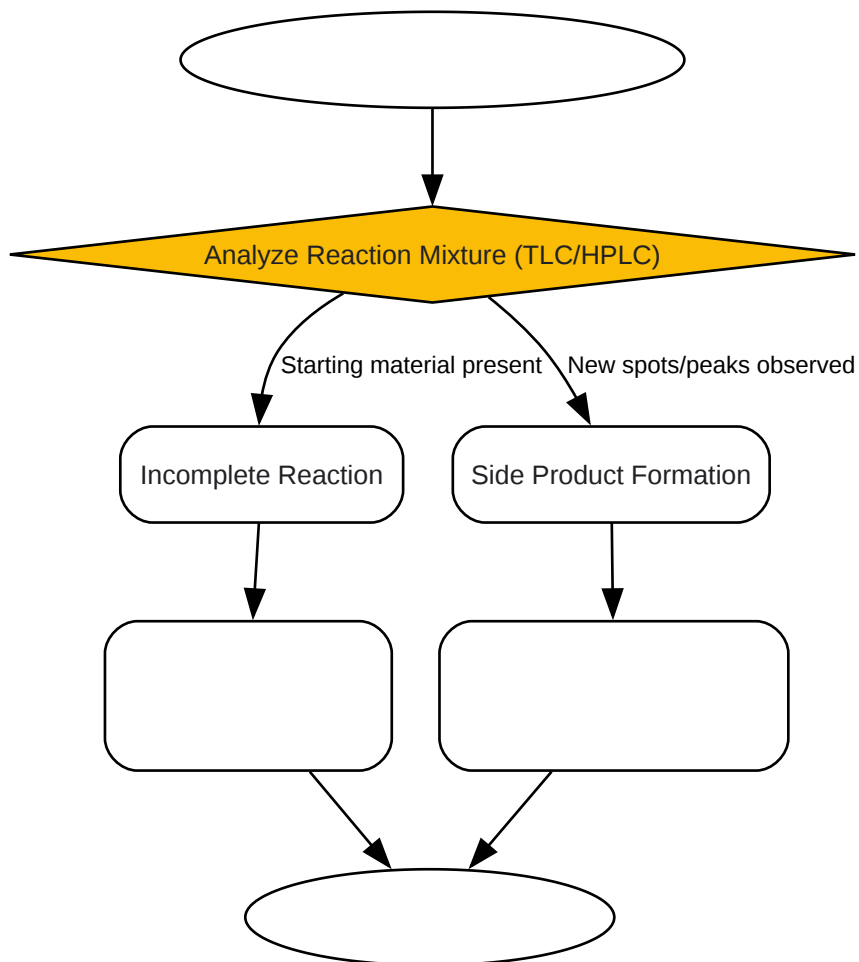 Analyze Reaction Mixture (TLC/HPLC)
Starting material present
New spots/peaks observed
Incomplete Reaction
Side Product Formation